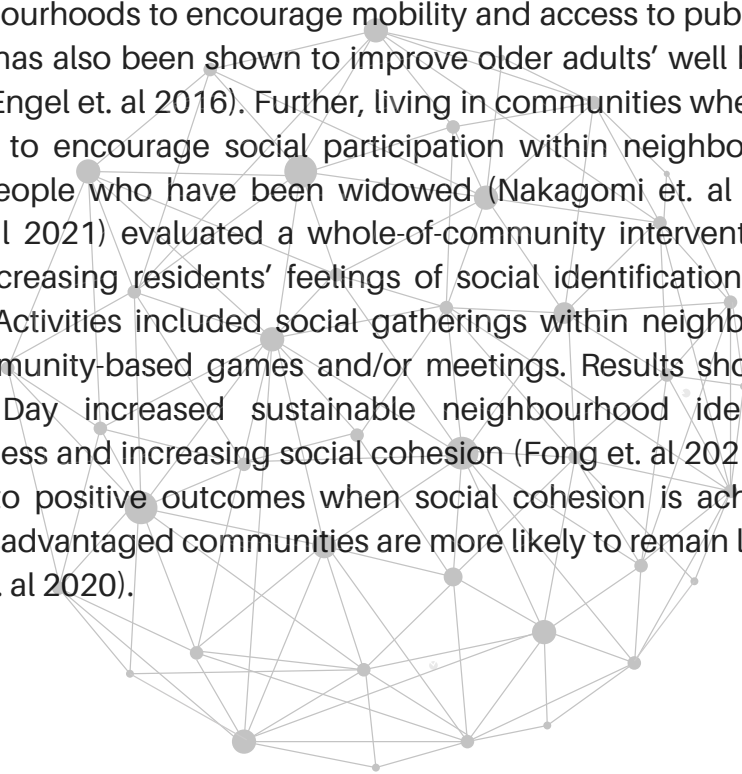 ourhoods to encourage mobility and access to pub
has also been shown to improve older adults’ well
Engel et. al 2016). Further, living in communities whe
to encourage social participation within neighbo
eople who have been widowed (Nakagomi et. al
l 2021) evaluated a whole-of-community intervent
creasing residents’ feelings of social identification
Activities included social gatherings within neighb
munity-based games and/or meetings. Results sho
Day increased sustainable neighbourhood ide
ess and increasing social cohesion (Fong et. al 202
to positive outcomes when social cohesion is ach
advantaged communities are more likely to remain l
. al 2020).